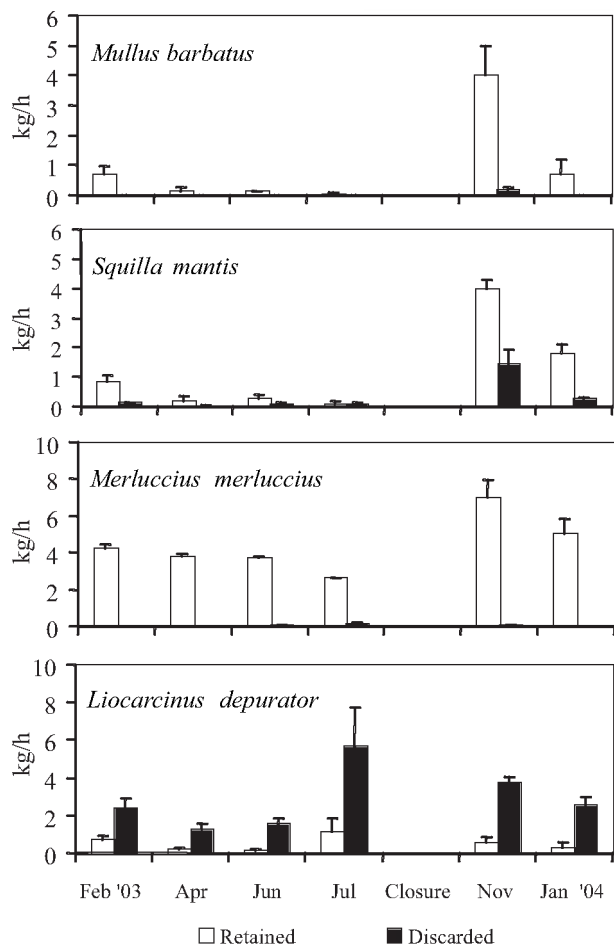 6
5
4
3
2
1
0
kg/h
Mullus barbatus
6
5
4
3
2
1
0
kg/h
Squilla mantis
10
8
6
4
2
0
kg/h
Merluccius merluccius
10
8
6
4
2
0
kg/h
Liocarcinus depurator
Feb '03 Apr Jun Jul Closure Nov Jan '04
Retained Discarded